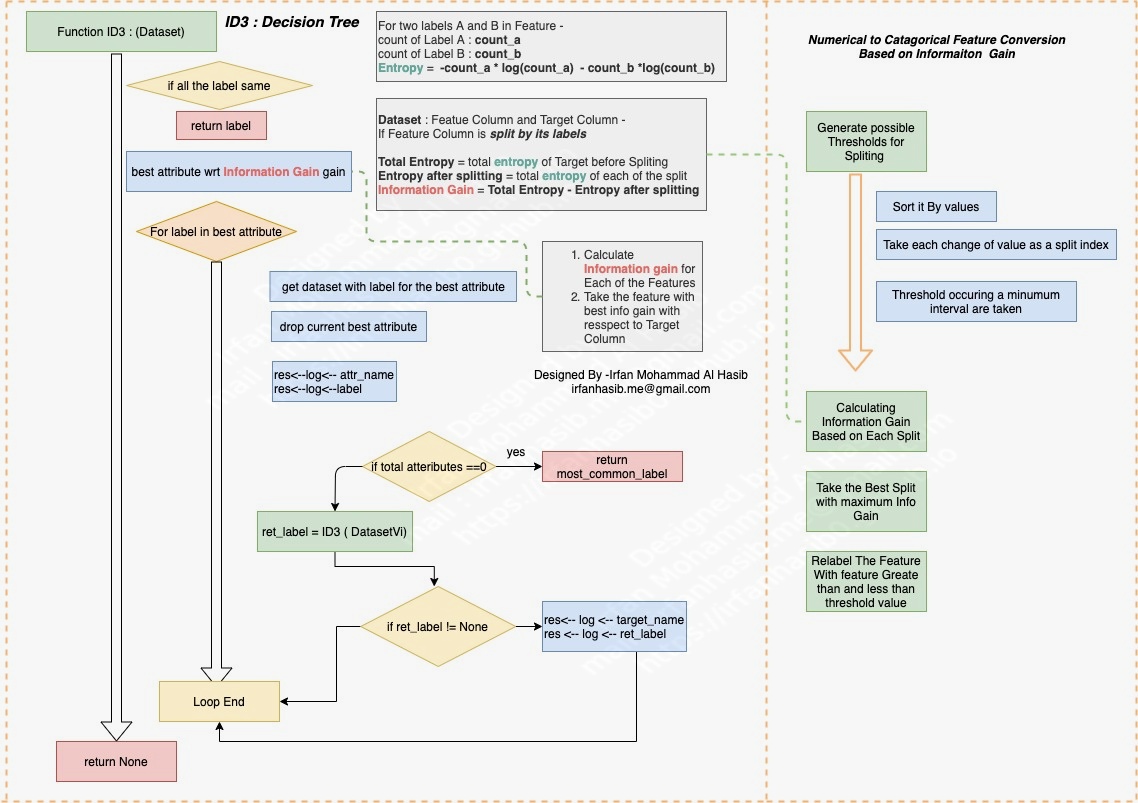 Function ID3 : (Dataset)
ID3 : Decision Tree
if all the label same
return label
best attribute wrt Information Gain gain
For label in best attribute
get dataset with label for the best attribute
drop current best attribute
res<--log<-- attr_name
res<--log<--label
For two labels A and B in Feature -
count of Label A : count_a
count of Label B : count_b
Entropy = -count_a * log(count_a) - count_b *log(count_b)
Dataset : Featue Column and Target Column -
If Feature Column is split by its labels
Total Entropy = total entropy of Target before Spliting
Entropy after splitting = total entropy of each of the split
Information Gain = Total Entropy - Entropy after splitting
1. Calculate
Information gain for
Each of the Features
2. Take the feature with
best info gain with
resspect to Target
Column
Designed By -Irfan Mohammad Al Hasib
irfanhasib.me@gmail.com
if total atteributes ==0
yes
return
most_common_label
ret_label = ID3 ( DatasetVi)
if ret_label != None
res<-- log <-- target_name
res <-- log <-- ret_label
Loop End
return None
Numerical to Catagorical Feature Conversion
Based on Informaiton Gain
Generate possible
Thresholds for
Spliting
Sort it By values
Take each change of value as a split index
Threshold occuring a minumum
interval are taken
Calculating
Information Gain
Based on Each Split
Take the Best Split
with maximum Info
Gain
Relabel The Feature
With feature Greate
than and less than
threshold value